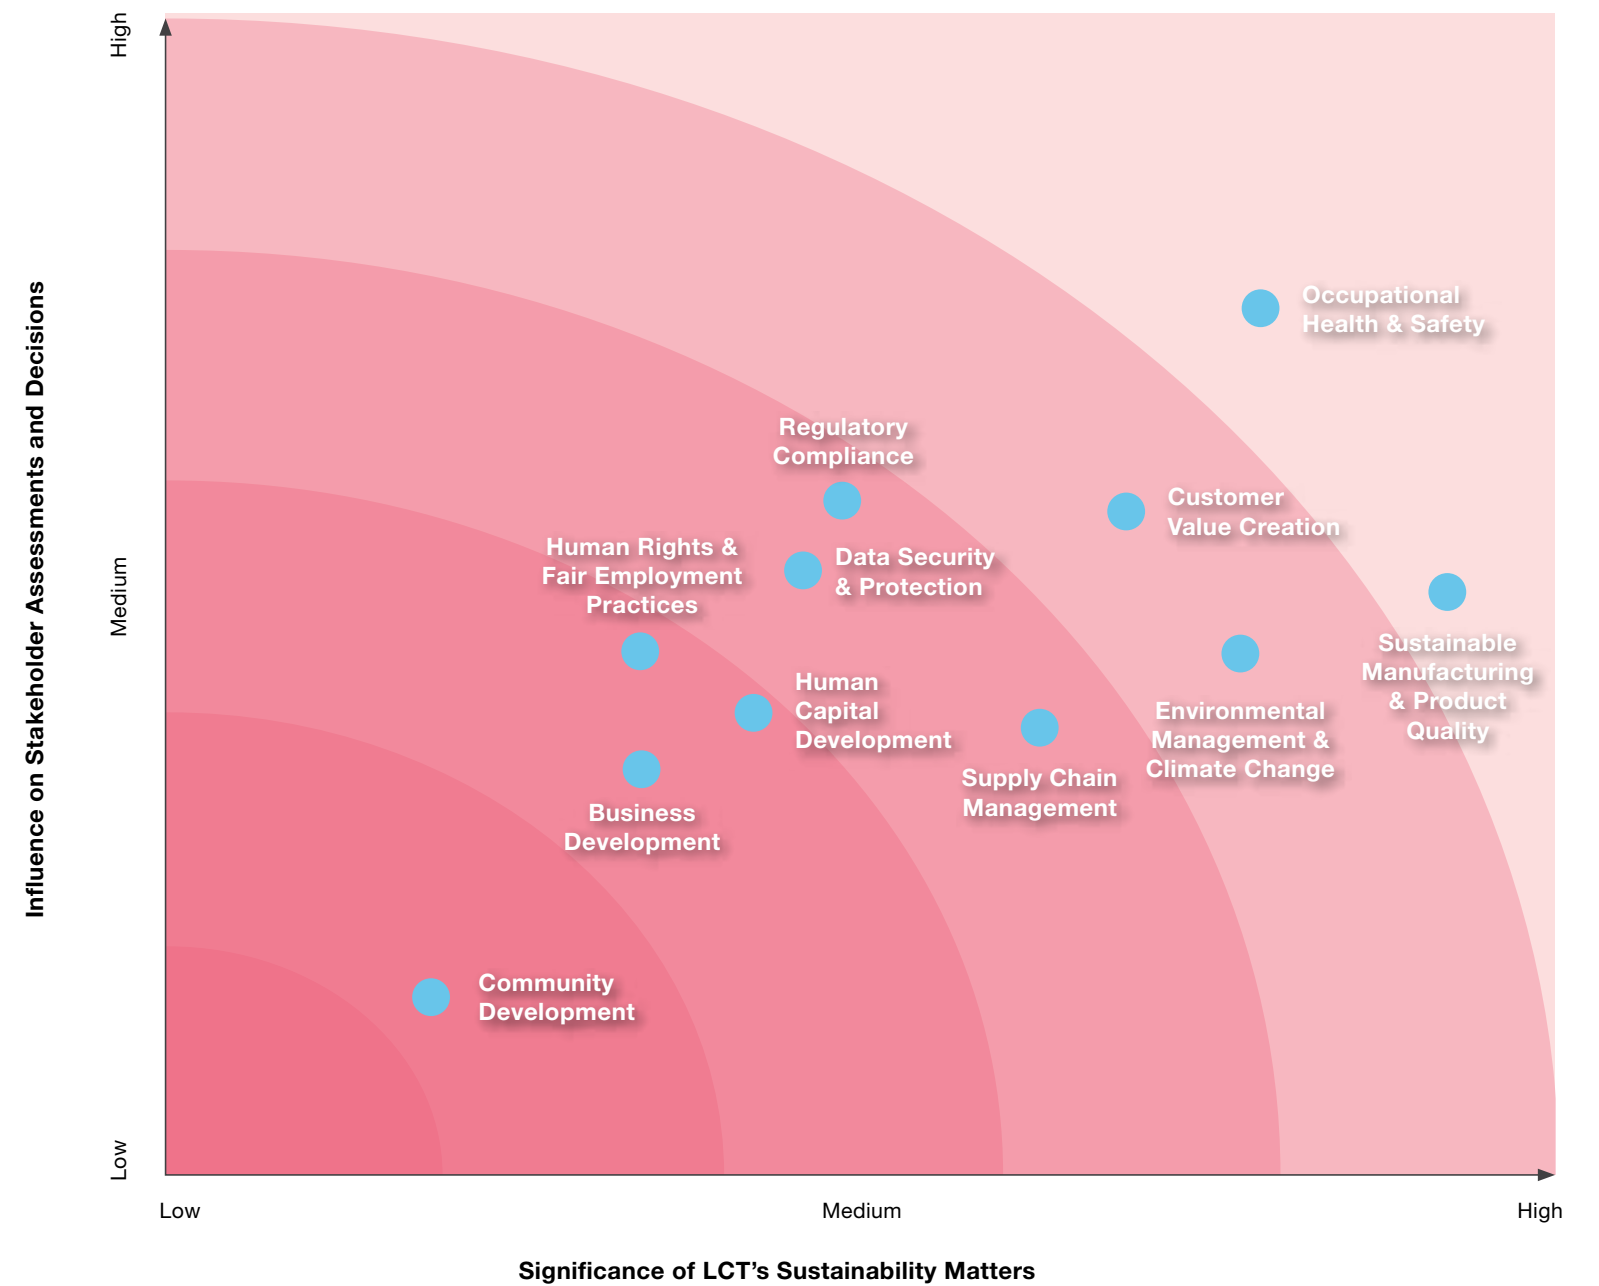 High
Occupational
Health & Safety
Regulatory
Compliance
Customer
Value Creation
Human Rights &
Fair Employment
Practices
Data Security
& Protection
Medium
Influence on Stakeholder Assessments and Decisions
Sustainable
Manufacturing
& Product
Quality
Human
Capital
Development
Environmental
Management &
Climate Change
Supply Chain
Management
Business
Development
Community
Development
Low
Low
Medium
High
Significance of LCT’s Sustainability Matters